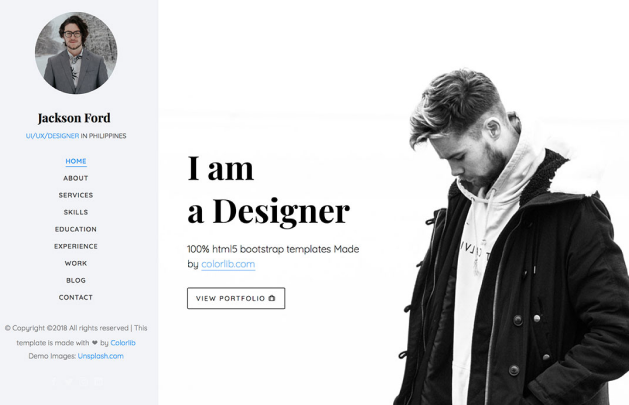 Jackson Ford
UI/UX/DESIGNER IN PHILIPPINES
HOME
ABOUT
SERVICES
SKILLS
EDUCATION
EXPERIENCE
WORK
BLOG
CONTACT
© Copyright ©2018 All rights reserved | This
template is made with ❤ by Colorlib
Demo Images: Unsplash.com
I am
a Designer
100% html5 bootstrap templates Made
by colorlib.com
VIEW PORTFOLIO